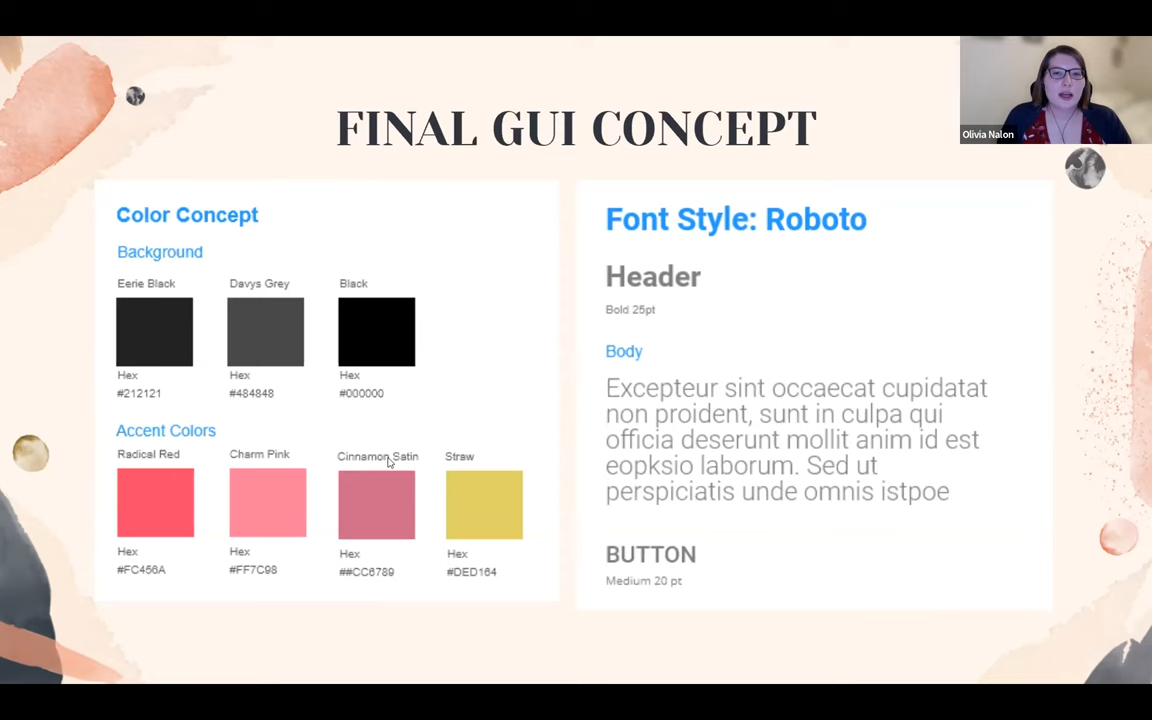 FINAL GUI CONCEPT
Olivia Nalon
Color Concept
Background
Eerie Black
Davys Grey
Black
Hex
#212121
Hex
#484848
Hex
#000000
Accent Colors
Radical Red
Charm Pink
Cinnamon Satin
Straw
Hex
#FC456A
Hex
#FF7C98
Hex
##CC6789
Hex
#DED164
Font Style: Roboto
Header
Bold 25pt
Body
Excepteur sint occaecat cupidatat
non proident, sunt in culpa qui
officia deserunt mollit anim id est
eopksio laborum. Sed ut
perspiciatis unde omnis istpoe
BUTTON
Medium 20 pt